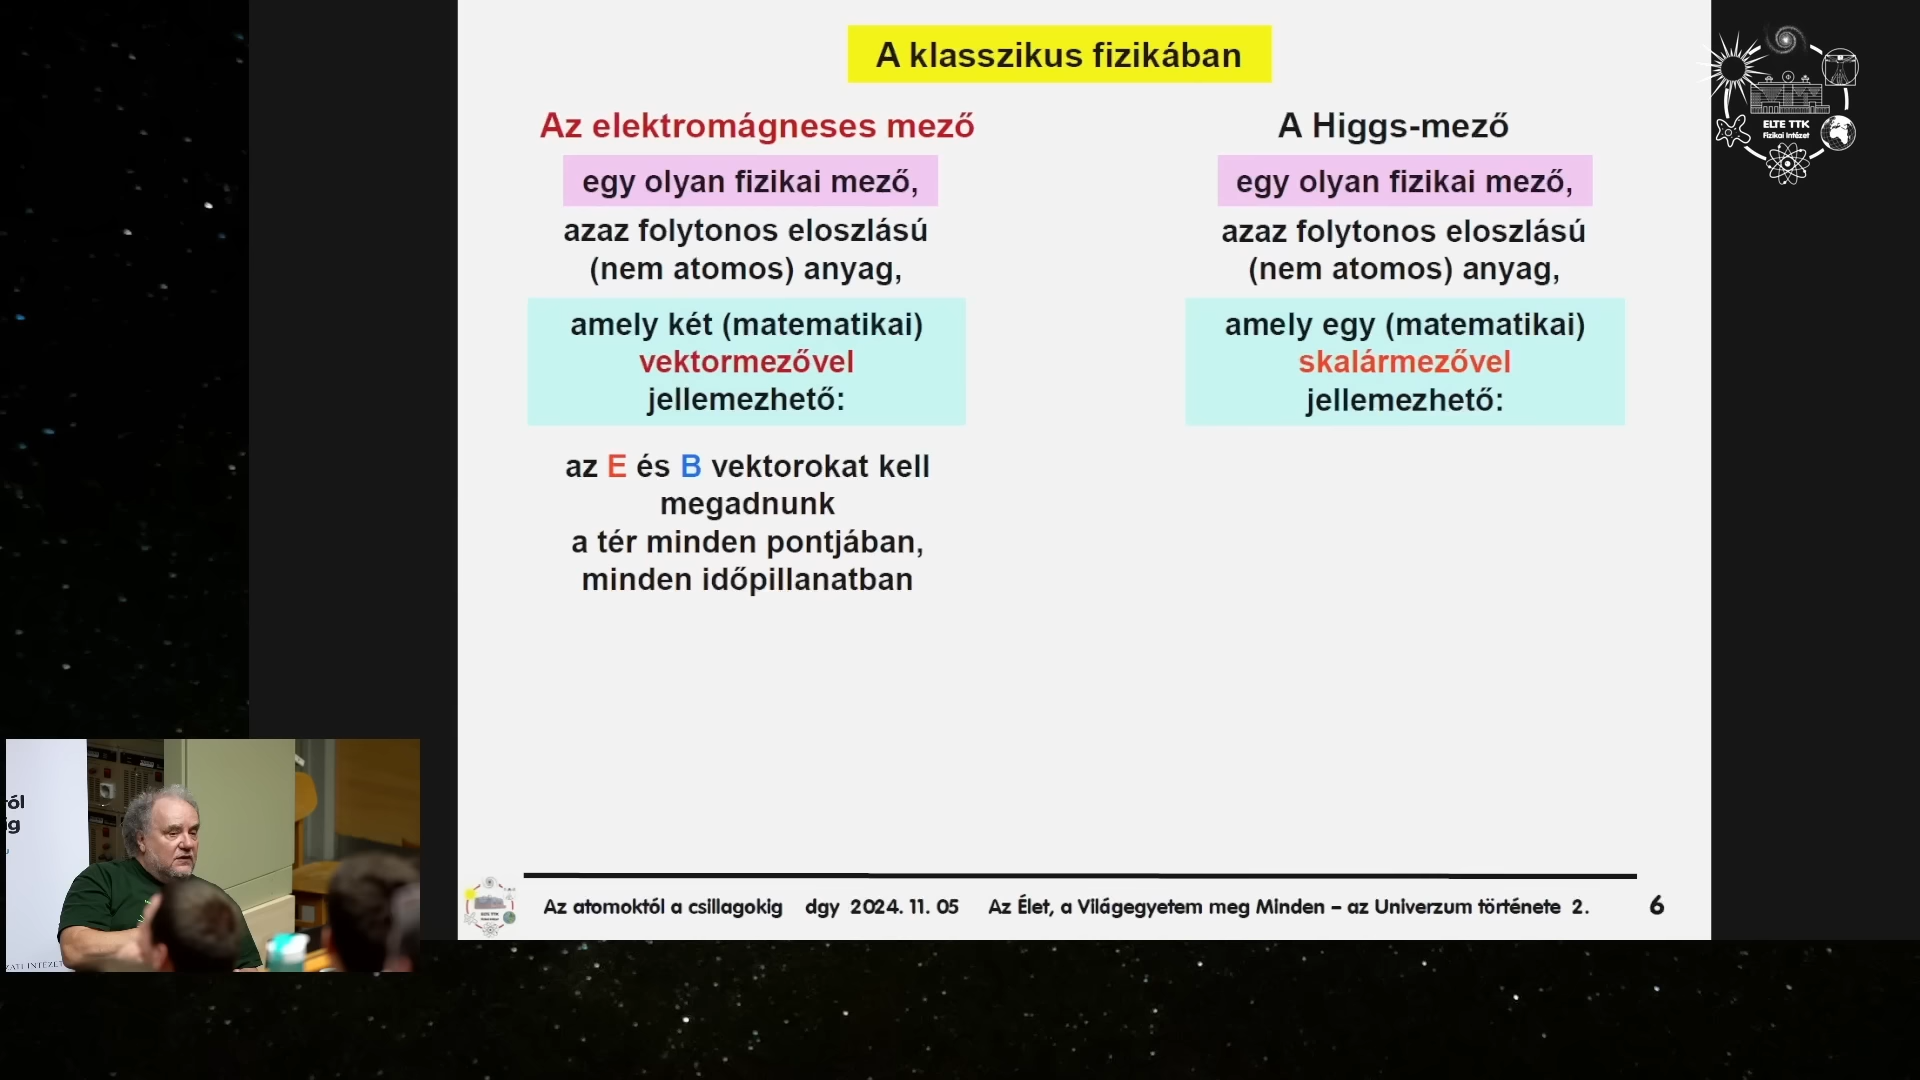 A klasszikus fizikában
Az elektromágneses mező
egy olyan fizikai mező,
azaz folytonos eloszlású
(nem atomos) anyag,
amely két (matematikai)
vektormezővel
jellemezhető:
az E és B vektorokat kell
megadnunk
a tér minden pontjában,
minden időpillanatban
A Higgs-mező
egy olyan fizikai mező,
azaz folytonos eloszlású
(nem atomos) anyag,
amely egy (matematikai)
skalármezővel
jellemezhető:
ELTE TTK
Fizikai Intézet
Az atomoktól a csillagokig dgy 2024. 11. 05 Az Élet, a Világegyetem meg Minden – az Univerzum története 2. 6